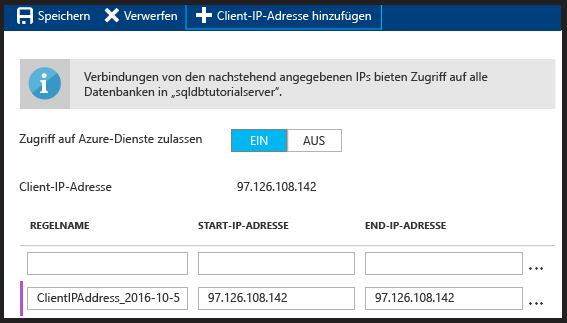 Speichern Verwerfen Client-IP-Adresse hinzufügen
Verbindungen von den nachstehend angegebenen IPs bieten Zugriff auf alle
Datenbanken in „sqldbtutorialserver“.
Zugriff auf Azure-Dienste zulassen EIN AUS
Client-IP-Adresse 97.126.108.142
REGELNAME START-IP-ADRESSE END-IP-ADRESSE
...
ClientIPAddress_2016-10-5 97.126.108.142 97.126.108.142 ...